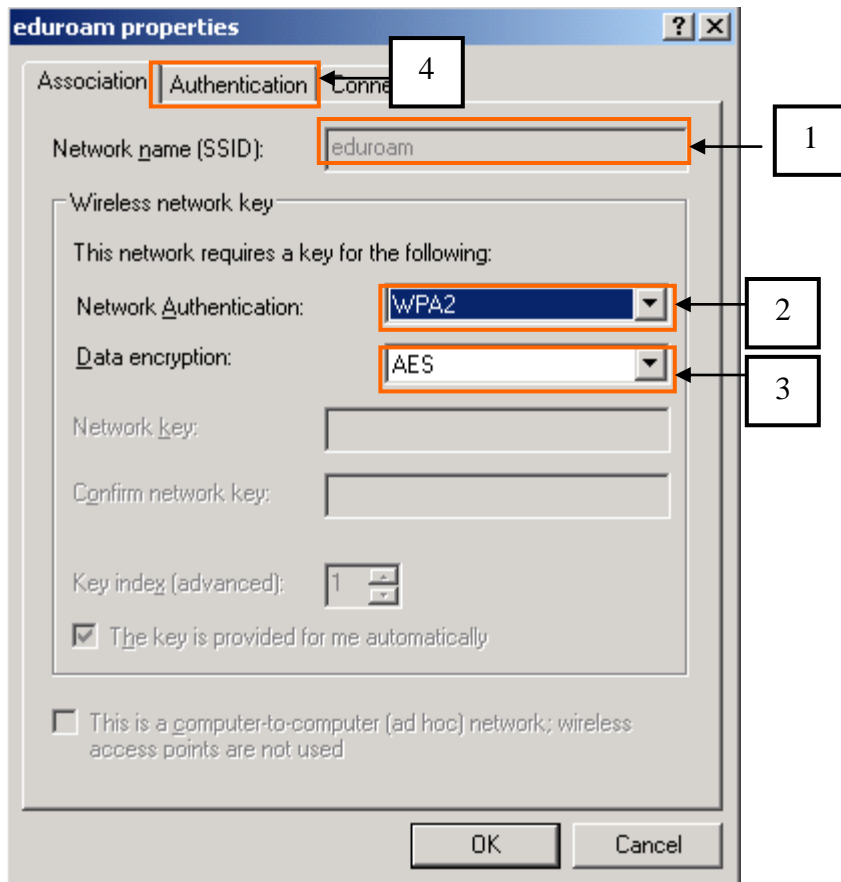 eduroam properties
4
Association Authentication Conne
Network name (SSID): eduroam
1
Wireless network key
This network requires a key for the following:
Network Authentication: WPA2
2
Data encryption: AES
3
Network key:
Confirm network key:
Key index (advanced): 1
The key is provided for me automatically
This is a computer-to-computer (ad hoc) network; wireless
access points are not used
OK Cancel